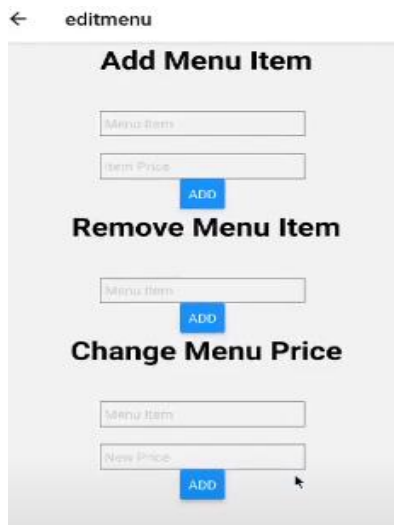 editmenu
Add Menu Item
Menu Item
Item Price
ADD
Remove Menu Item
Menu Item
ADD
Change Menu Price
Menu Item
New Price
ADD